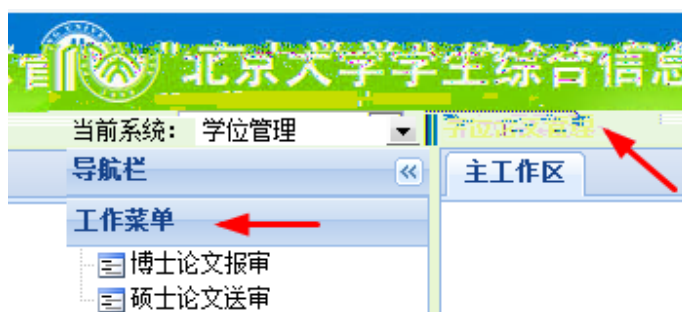 北京大学学生综合信息
当前系统： 学位管理
导航栏
主工作区
工作菜单
博士论文报审
硕士论文送审